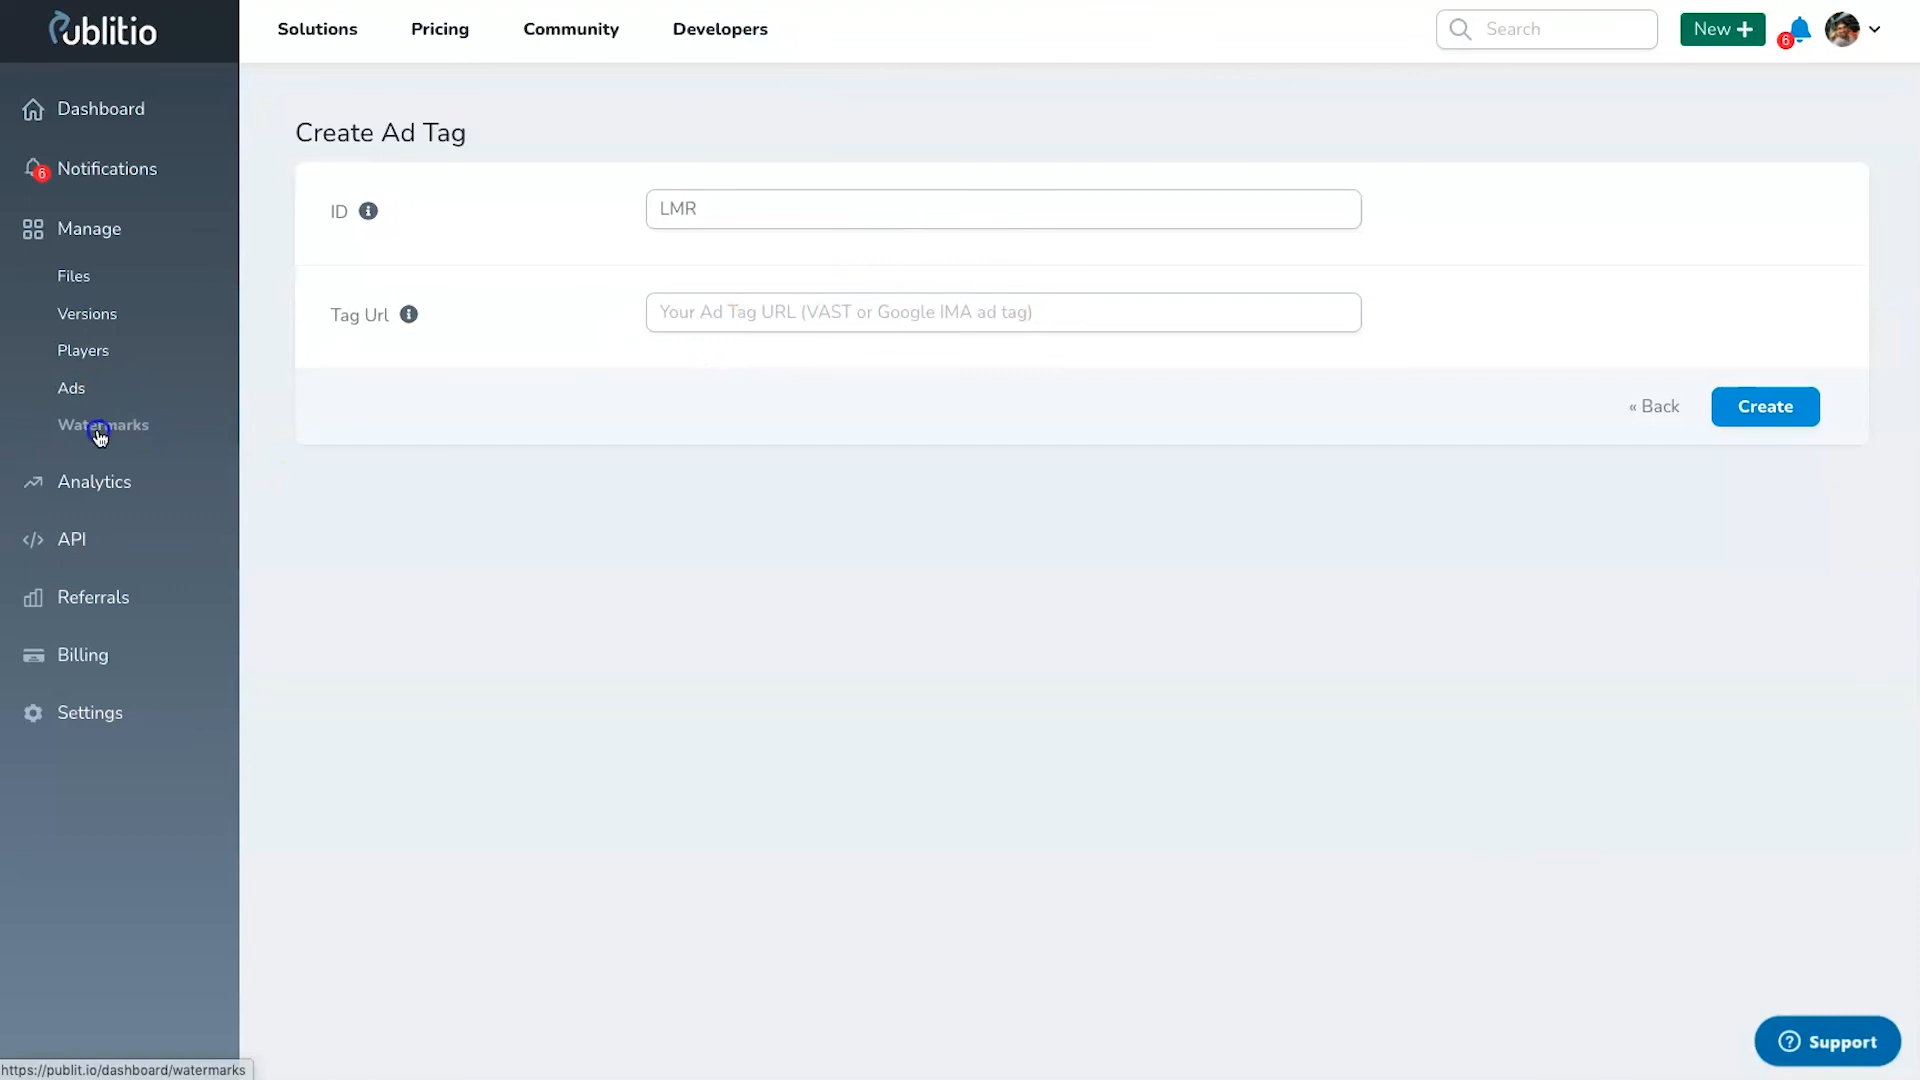 Publitio
Solutions
Pricing
Community
Developers
Search
New
6
Dashboard
6
Notifications
Manage
Files
Versions
Players
Ads
Watermarks
Analytics
API
Referrals
Billing
Settings
Create Ad Tag
ID
LMR
Tag Url
Your Ad Tag URL (VAST or Google IMA ad tag)
« Back
Create
Support
https://publit.io/dashboard/watermarks